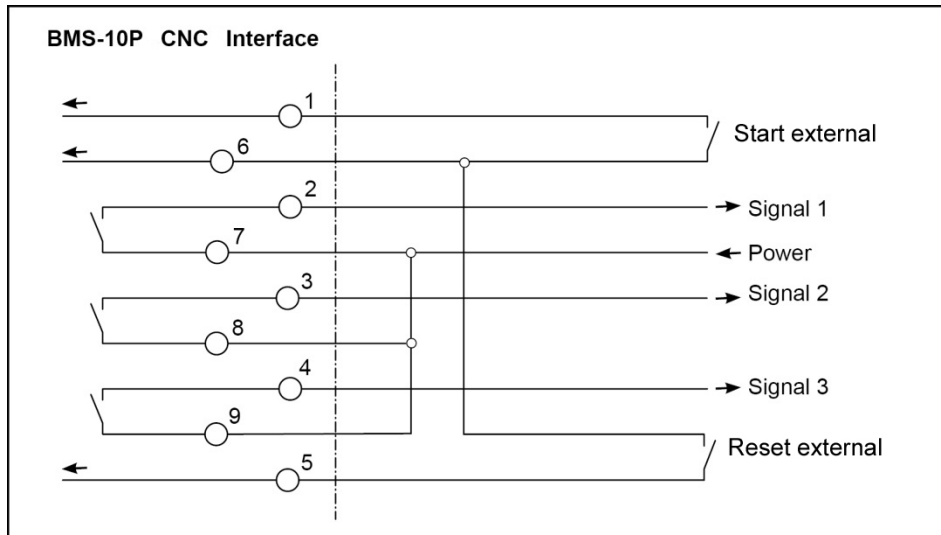 BMS-10P CNC Interface
1
Start external
6
2
Signal 1
7
Power
3
Signal 2
8
4
Signal 3
9
Reset external
5